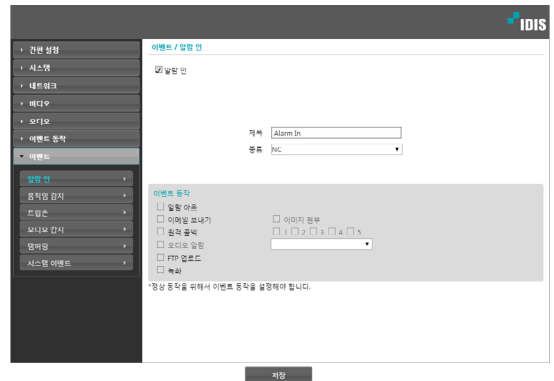 IDIS
간편 설정
시스템
네트워크
비디오
오디오
이벤트 동작
이벤트
알람 인
움직임 감지
트립존
오디오 감지
탬퍼링
시스템 이벤트
이벤트 / 알람 인
알람 인
제목 Alarm In
종류 NC
이벤트 동작
알람 아웃
이메일 보내기 이미지 첨부
원격 콜백 1 2 3 4 5
오디오 알람
FTP 업로드
녹화
*정상 동작을 위해서 이벤트 동작을 설정해야 합니다.
저장